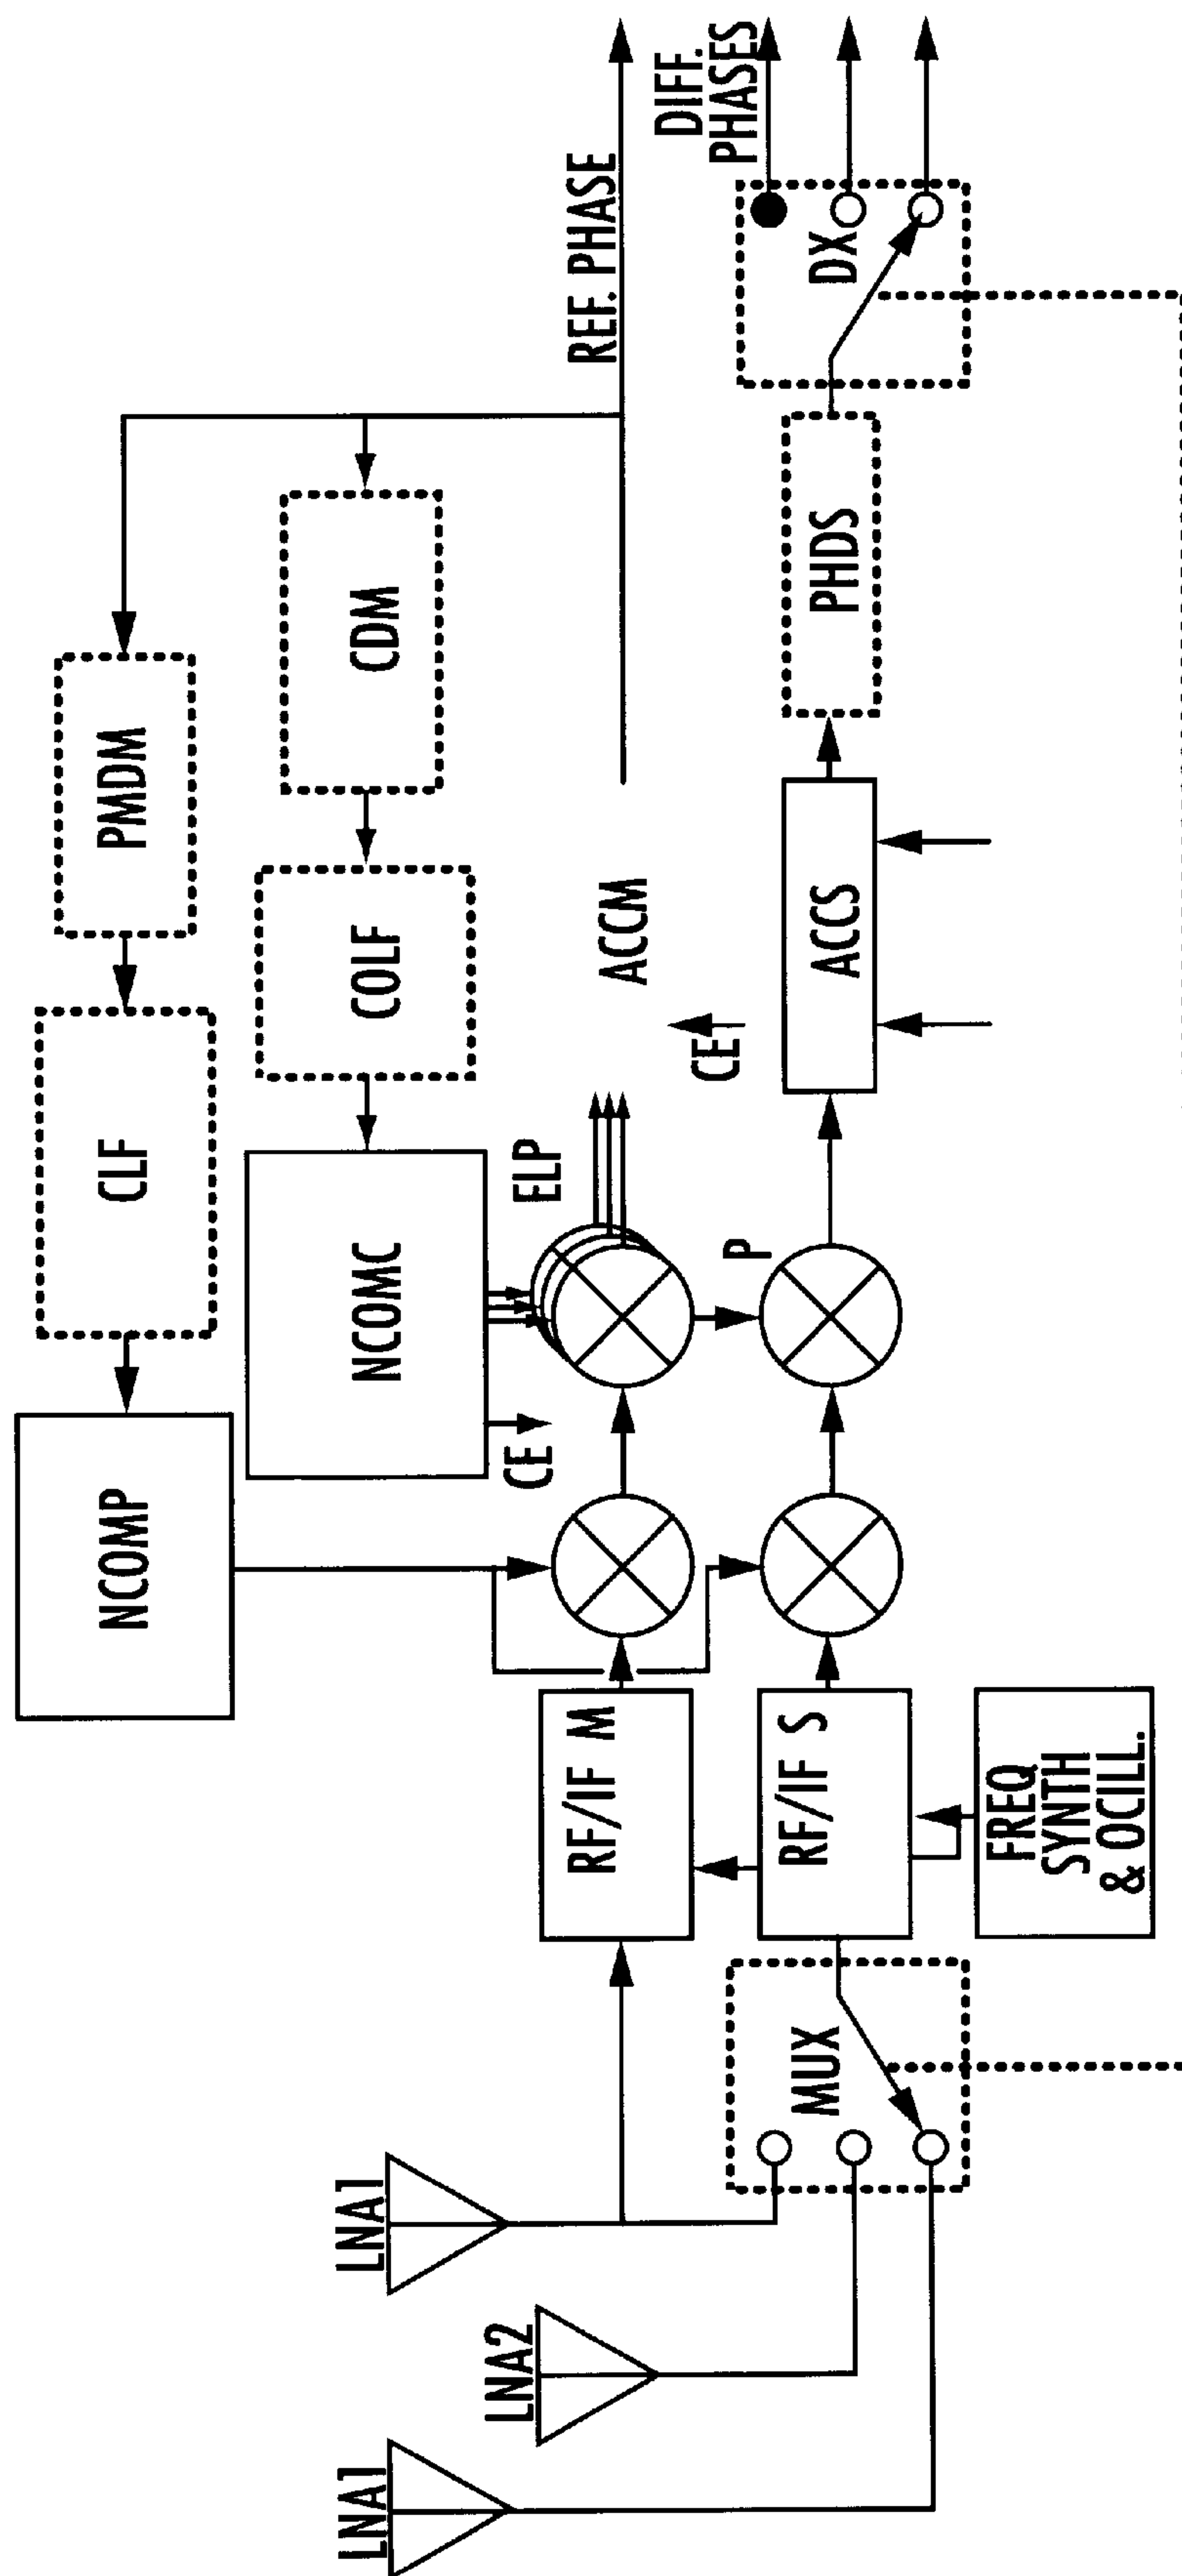 NCOMP
CLF
PMDM
NCOMC
COLF
CDM
CE
ELP
ACCM
REF. PHASE
LNA1
LNA2
LNA1
RF/IF M
CE
P
MUX
RF/IF S
ACCS
PHDS
DX
DIFF.
PHASES
FREQ
SYNTH
& OCILL.